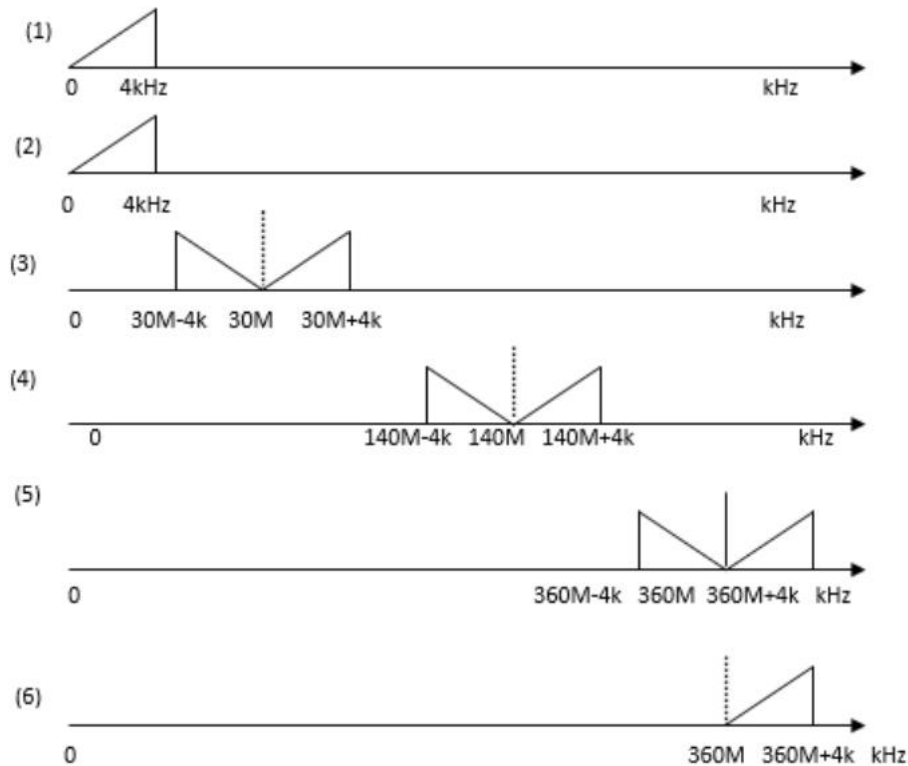 (1)
0 4kHz kHz
(2)
0 4kHz kHz
(3)
0 30M-4k 30M 30M+4k kHz
(4)
0 140M-4k 140M 140M+4k kHz
(5)
0 360M-4k 360M 360M+4k kHz
(6)
0 360M 360M+4k kHz